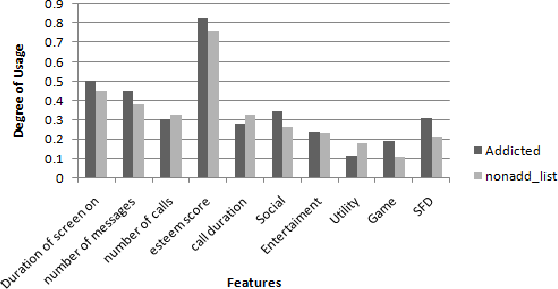 0.9
0.8
0.7
0.6
0.5
0.4
0.3
0.2
0.1
0
Degree of Usage
Duration of screen on
number of messages
number of calls
esteem score
call duration
Social
Entertaiment
Utility
Game
SFD
Features
Addicted
nonadd_list